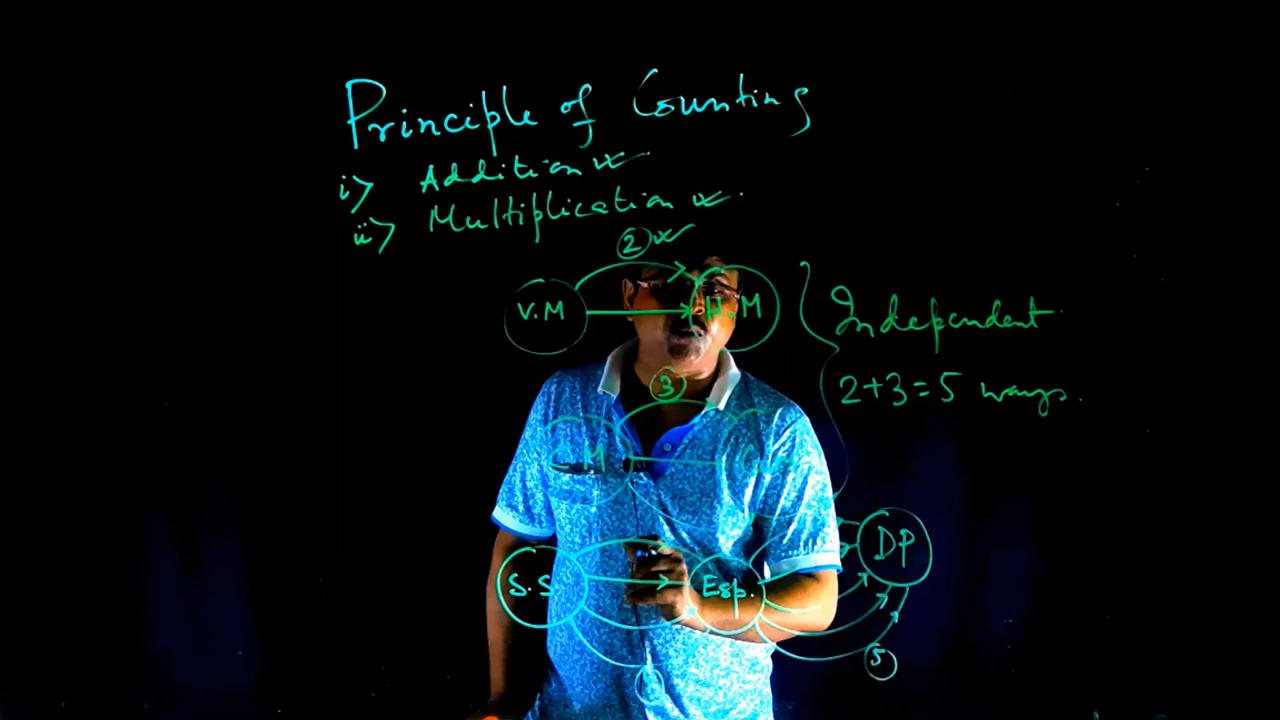 Principle of Counting
i> Addition
ii> Multiplication
2
V.M H.M
Independent
3
2+3=5 ways.
C M
DP
S.S Esp.
5